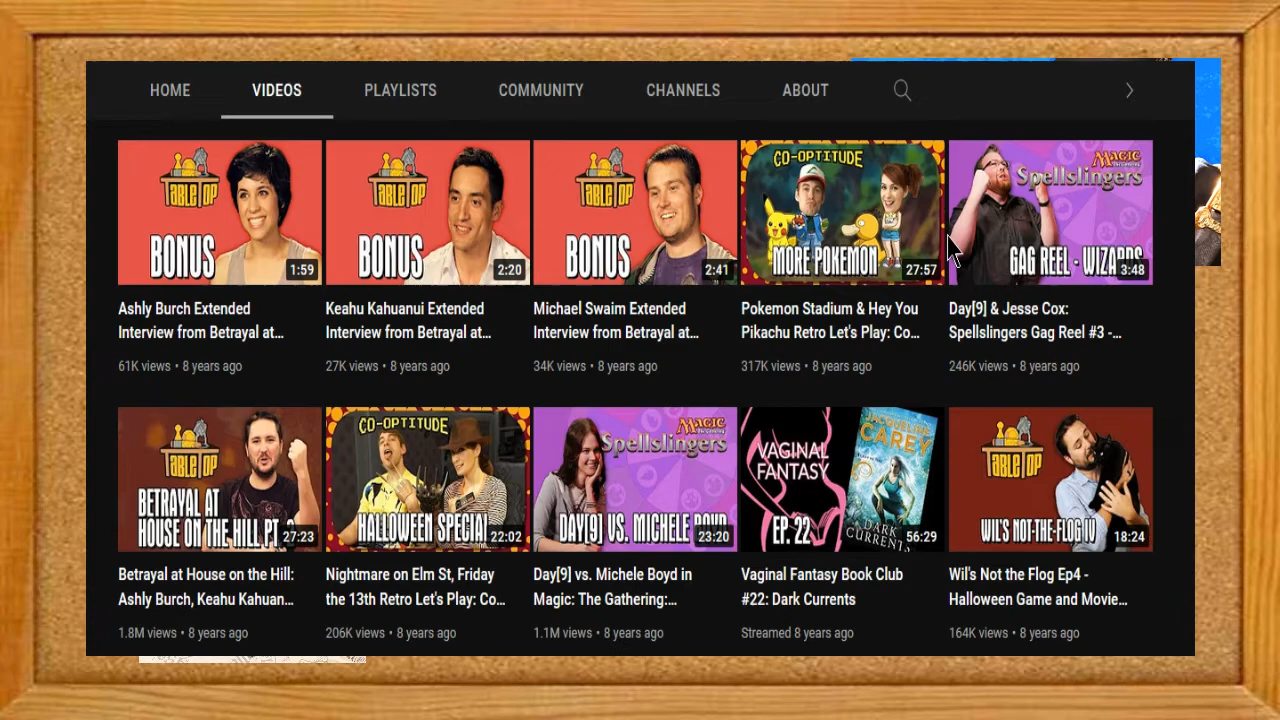 HOME VIDEOS PLAYLISTS COMMUNITY CHANNELS ABOUT
TABLETOP
BONUS
1:59
TABLETOP
BONUS
2:20
TABLETOP
BONUS
2:41
CO-OPTITUDE
MORE POKEMON
27:57
MAGIC
Spellslingers
GAG REEL - WIZARDS
3:48
Ashly Burch Extended
Interview from Betrayal at...
61K views • 8 years ago
Keahu Kahuanui Extended
Interview from Betrayal at...
27K views • 8 years ago
Michael Swaim Extended
Interview from Betrayal at...
34K views • 8 years ago
Pokemon Stadium & Hey You
Pikachu Retro Let's Play: Co...
317K views • 8 years ago
Day[9] & Jesse Cox:
Spellslingers Gag Reel #3 -...
246K views • 8 years ago
TABLETOP
BETRAYAL AT
HOUSE ON THE HILL PT.
27:23
CO-OPTITUDE
HALLOWEEN SPECIAL
22:02
MAGIC
Spellslingers
DAY[9] VS. MICHELE BOYD
23:20
VAGINAL
FANTASY
EP. 22
JACQUELINE
CAREY
DARK
CURRENTS
56:29
TABLETOP
WIL'S NOT-THE-FLOG IV
18:24
Betrayal at House on the Hill:
Ashly Burch, Keahu Kahuan...
1.8M views • 8 years ago
Nightmare on Elm St, Friday
the 13th Retro Let's Play: Co...
206K views • 8 years ago
Day[9] vs. Michele Boyd in
Magic: The Gathering:...
1.1M views • 8 years ago
Vaginal Fantasy Book Club
#22: Dark Currents
Streamed 8 years ago
Wil's Not the Flog Ep4 -
Halloween Game and Movie...
164K views • 8 years ago